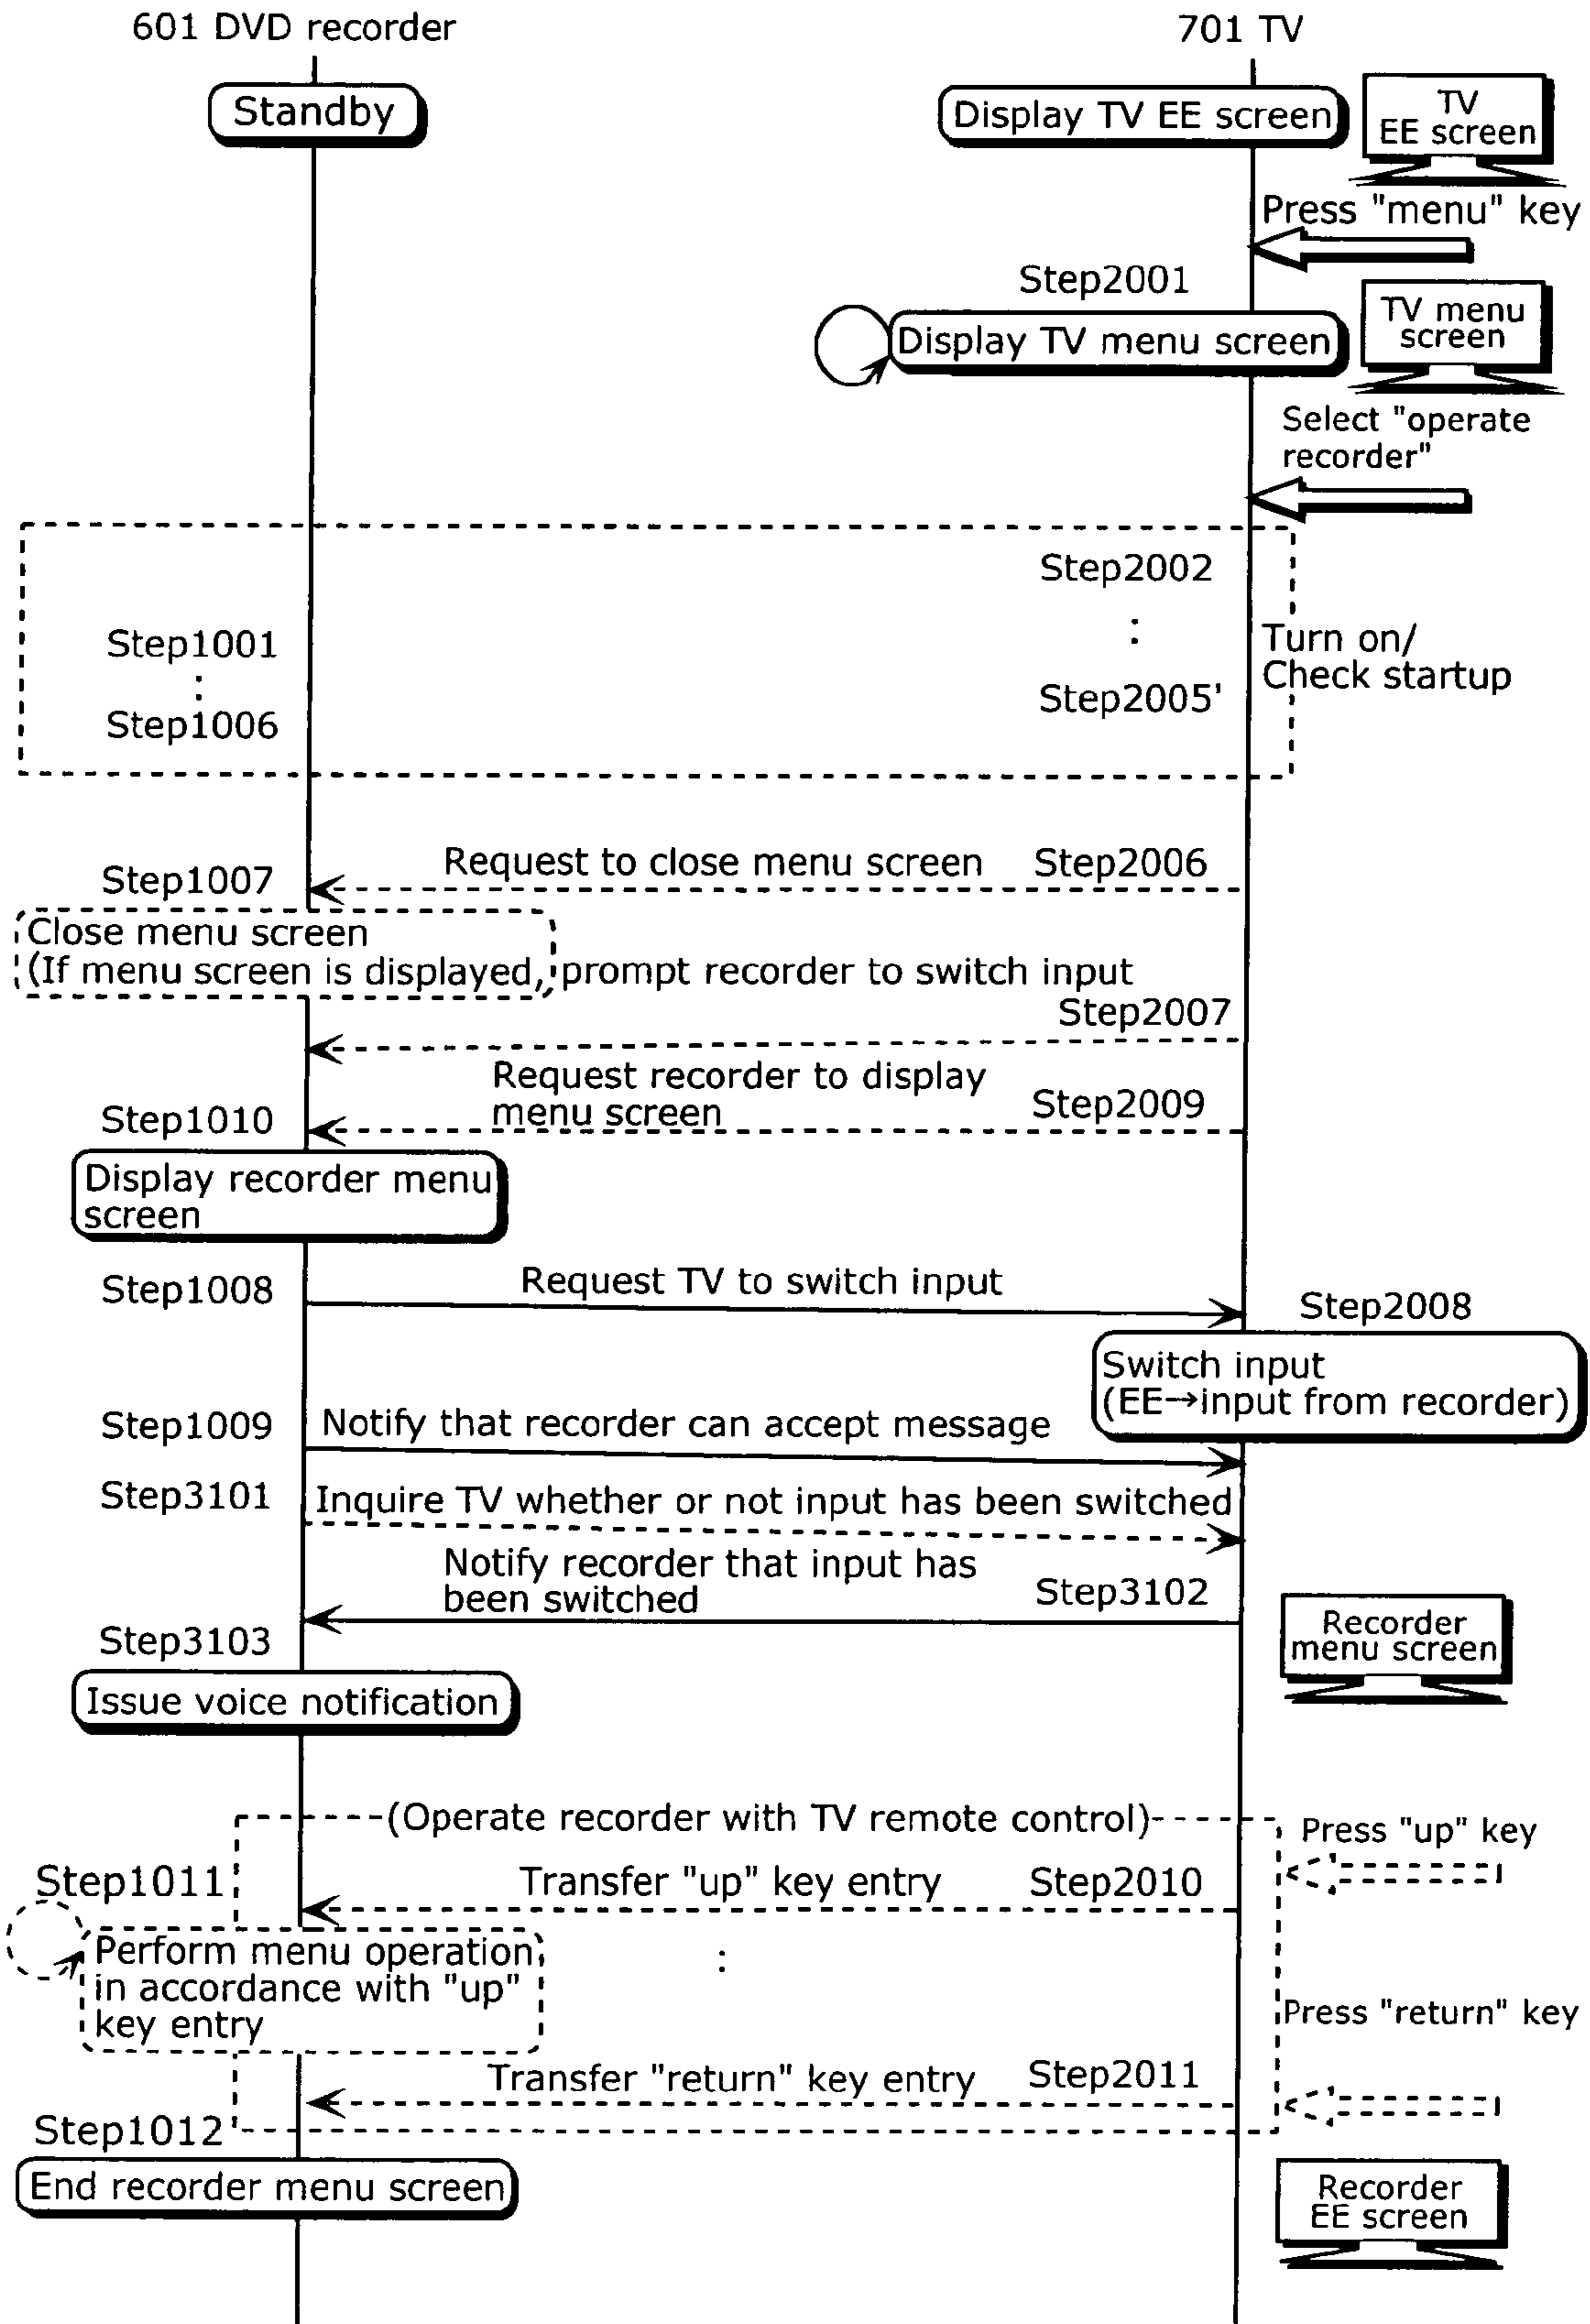 601 DVD recorder
701 TV
Standby
Display TV EE screen
TV
EE screen
Press "menu" key
Step2001
Display TV menu screen
TV menu
screen
Select "operate
recorder"
Step2002
:
Step2005'
Step1001
:
Step1006
Turn on/
Check startup
Request to close menu screen
Step2006
Step1007
Close menu screen
(If menu screen is displayed, prompt recorder to switch input
Step2007
Request recorder to display
menu screen
Step2009
Step1010
Display recorder menu
screen
Step1008
Request TV to switch input
Step2008
Switch input
(EE→input from recorder)
Step1009
Notify that recorder can accept message
Step3101
Inquire TV whether or not input has been switched
Notify recorder that input has
been switched
Step3102
Recorder
menu screen
Step3103
Issue voice notification
(Operate recorder with TV remote control)
Press "up" key
Step1011
Transfer "up" key entry
Step2010
Perform menu operation
in accordance with "up"
key entry
:
Press "return" key
Transfer "return" key entry
Step2011
Step1012
End recorder menu screen
Recorder
EE screen